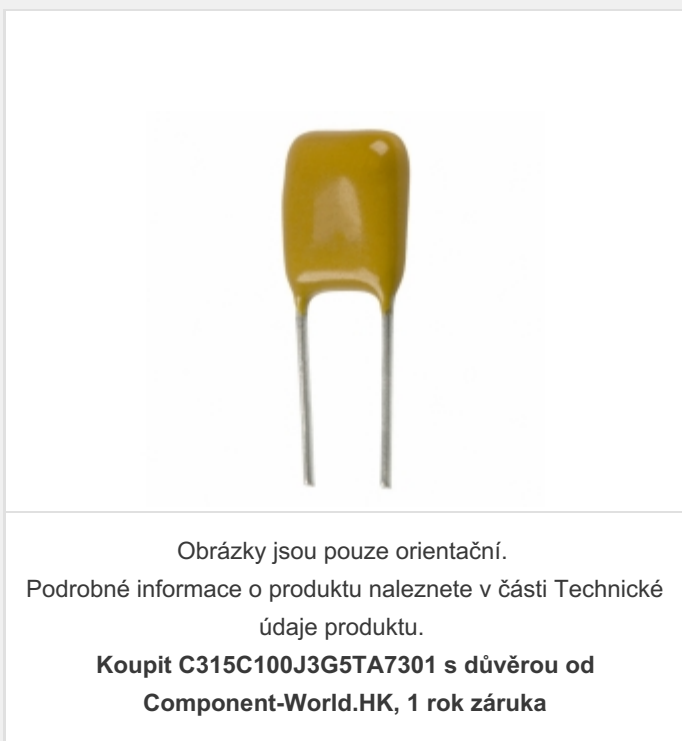 Obrázky jsou pouze orientační.
Podrobné informace o produktu naleznete v části Technické
údaje produktu.
Koupit C315C100J3G5TA7301 s důvěrou od
Component-World.HK, 1 rok záruka